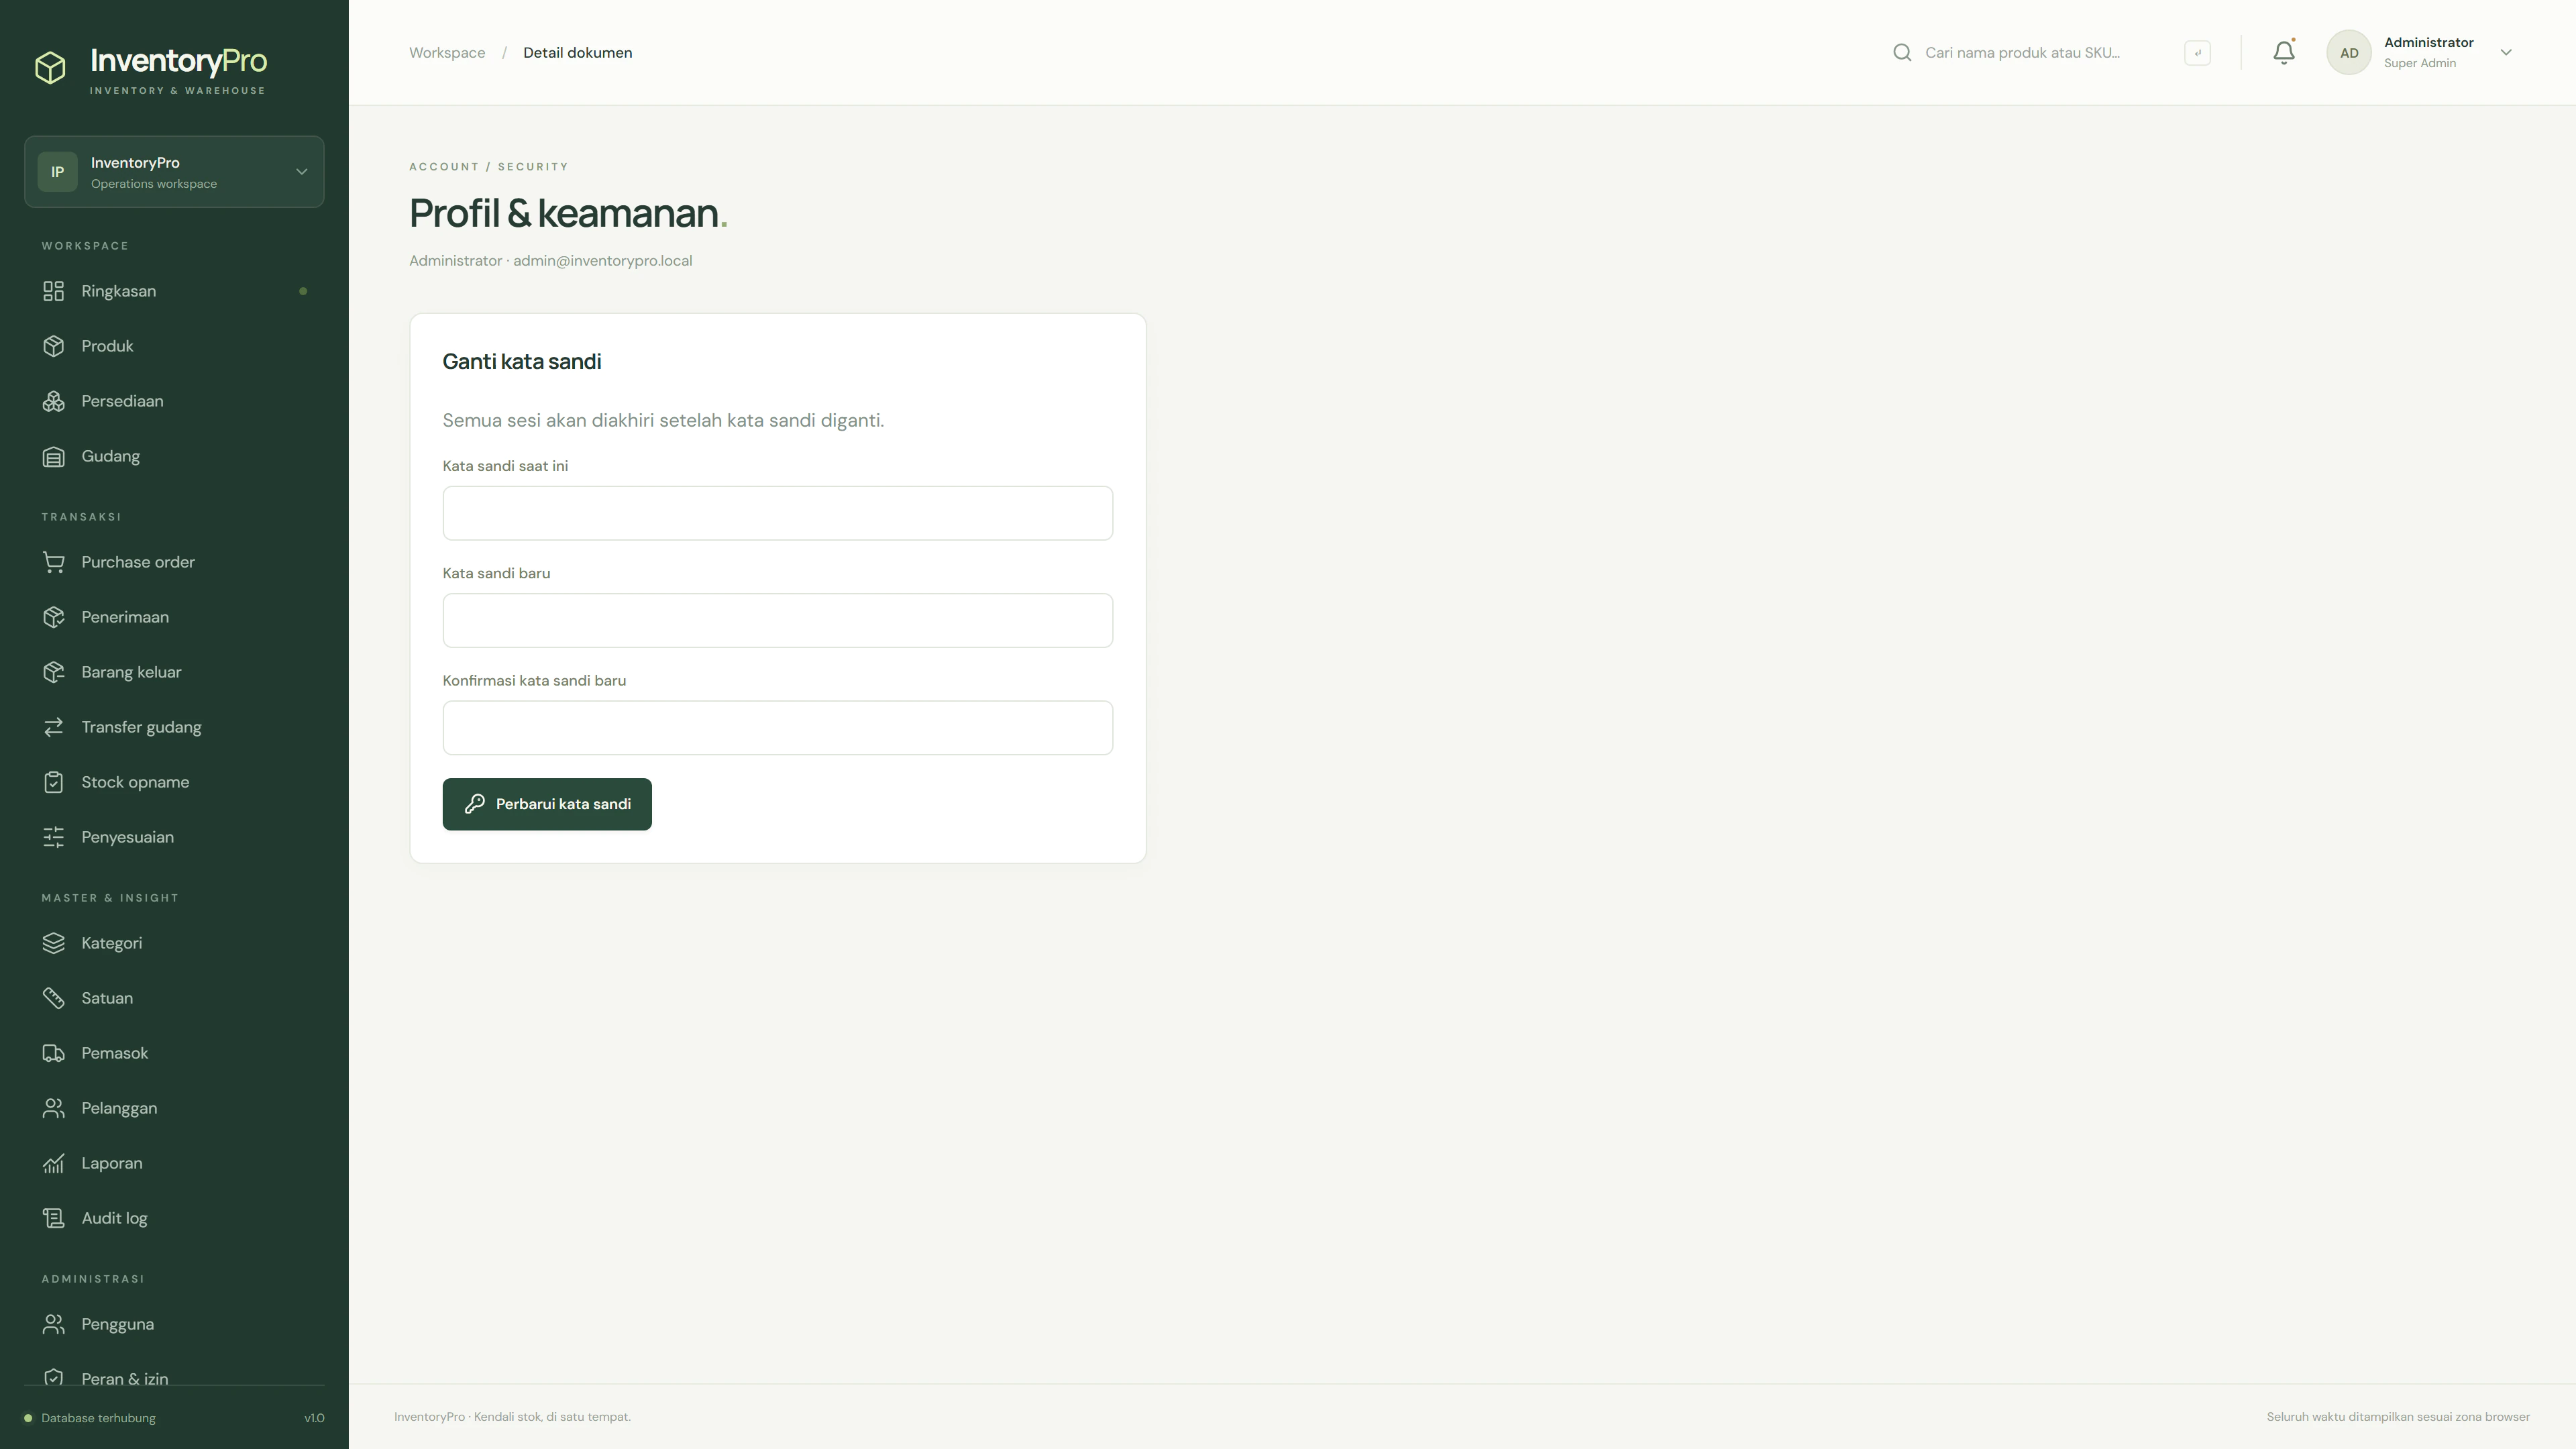 InventoryPro
INVENTORY & WAREHOUSE
IP
InventoryPro
Operations workspace
WORKSPACE
Ringkasan
Produk
Persediaan
Gudang
TRANSAKSI
Purchase order
Penerimaan
Barang keluar
Transfer gudang
Stock opname
Penyesuaian
MASTER & INSIGHT
Kategori
Satuan
Pemasok
Pelanggan
Laporan
Audit log
ADMINISTRASI
Pengguna
Peran & izin
Database terhubung v1.0
Workspace / Detail dokumen
Cari nama produk atau SKU...
AD
Administrator
Super Admin
ACCOUNT / SECURITY
Profil & keamanan.
Administrator · admin@inventorypro.local
Ganti kata sandi
Semua sesi akan diakhiri setelah kata sandi diganti.
Kata sandi saat ini
Kata sandi baru
Konfirmasi kata sandi baru
Perbarui kata sandi
InventoryPro · Kendali stok, di satu tempat.
Seluruh waktu ditampilkan sesuai zona browser